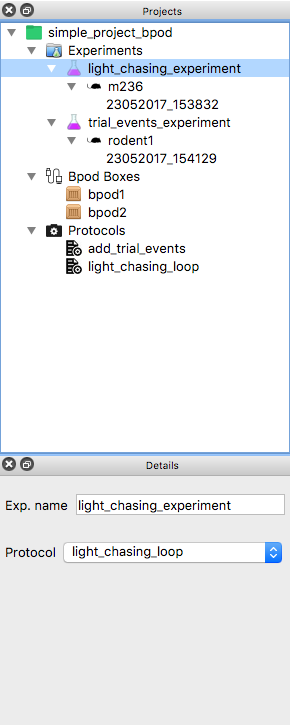 Projects
simple_project_bpod
Experiments
light_chasing_experiment
m236
23052017_153832
trial_events_experiment
rodent1
23052017_154129
Bpod Boxes
bpod1
bpod2
Protocols
add_trial_events
light_chasing_loop
Details
Exp. name light_chasing_experiment
Protocol light_chasing_loop